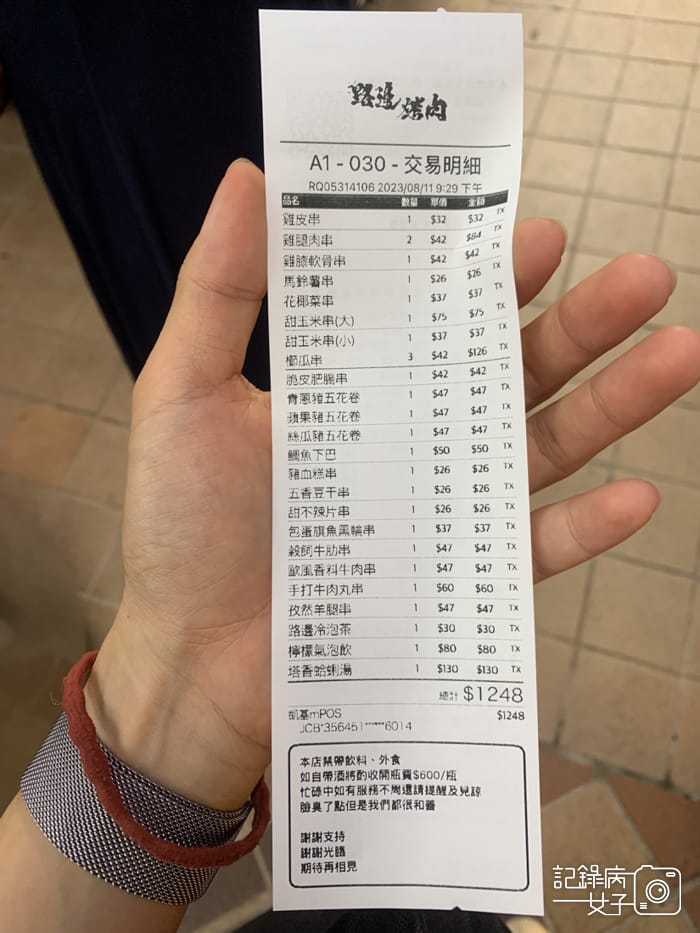 路邊烤肉
A1 - 030 - 交易明細
RQ05314106 2023/08/11 9:29 下午
品名 數量 單價 金額
雞皮串 1 $32 $32 TX
雞腿肉串 2 $42 $84 TX
雞膝軟骨串 1 $42 $42 TX
馬鈴薯串 1 $26 $26 TX
花椰菜串 1 $37 $37 TX
甜玉米串(大) 1 $75 $75 TX
甜玉米串(小) 1 $37 $37 TX
櫛瓜串 3 $42 $126 TX
脆皮肥腸串 1 $42 $42 TX
青蔥豬五花卷 1 $47 $47 TX
蘋果豬五花卷 1 $47 $47 TX
絲瓜豬五花卷 1 $47 $47 TX
鯛魚下巴 1 $50 $50 TX
豬血糕串 1 $26 $26 TX
五香豆干串 1 $26 $26 TX
甜不辣片串 1 $26 $26 TX
包蛋旗魚黑輪串 1 $37 $37 TX
穀飼牛肋串 1 $47 $47 TX
歐風香料牛肉串 1 $47 $47 TX
手打牛肉丸串 1 $60 $60 TX
孜然羊腿串 1 $47 $47 TX
路邊冷泡茶 1 $30 $30 TX
檸檬氣泡飲 1 $80 $80 TX
塔香蛤蜊湯 1 $130 $130 TX
總計 $1248
凱基mPOS $1248
JCB*356451******6014
本店禁帶飲料、外食
如自帶酒將酌收開瓶費$600/瓶
忙碌中如有服務不周還請提醒及見諒
臉臭了點但是我們都很和善
謝謝支持
謝謝光臨
期待再相見
記錄病
女子